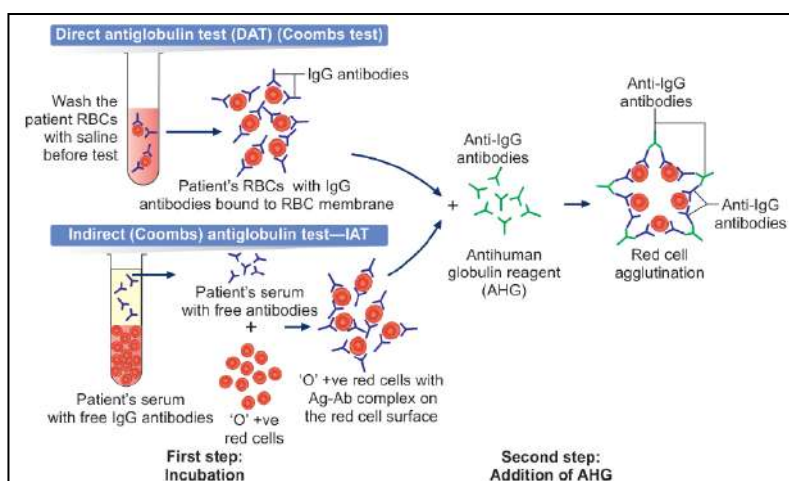 Direct antiglobulin test (DAT) (Coombs test)
IgG antibodies
Wash the
patient RBCs
with saline
before test
Patient's RBCs with IgG
antibodies bound to RBC membrane
Indirect (Coombs) antiglobulin test—IAT
Patient's serum
with free antibodies
+
'O' +ve
red cells
Patient's serum
with free IgG antibodies
'O' +ve red cells with
Ag-Ab complex on
the red cell surface
First step:
Incubation
Anti-IgG
antibodies
+
Antihuman
globulin reagent
(AHG)
Anti-IgG
antibodies
Anti-IgG
antibodies
Red cell
agglutination
Second step:
Addition of AHG